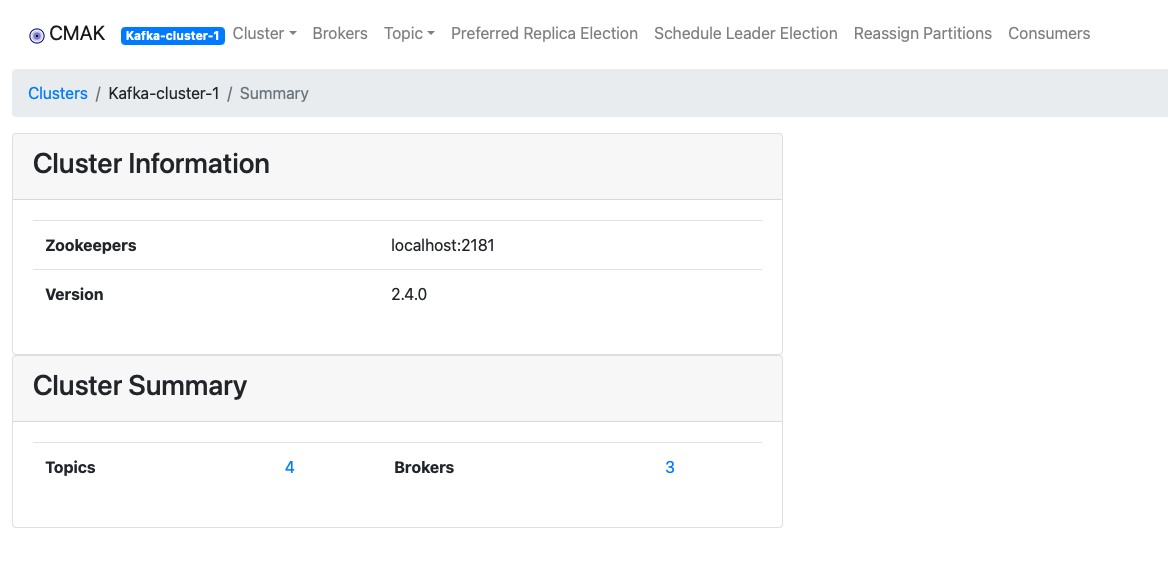 CMAK Kafka-cluster-1 Cluster Brokers Topic Preferred Replica Election Schedule Leader Election Reassign Partitions Consumers
Clusters / Kafka-cluster-1 / Summary
Cluster Information
Zookeepers localhost:2181
Version 2.4.0
Cluster Summary
Topics 4 Brokers 3